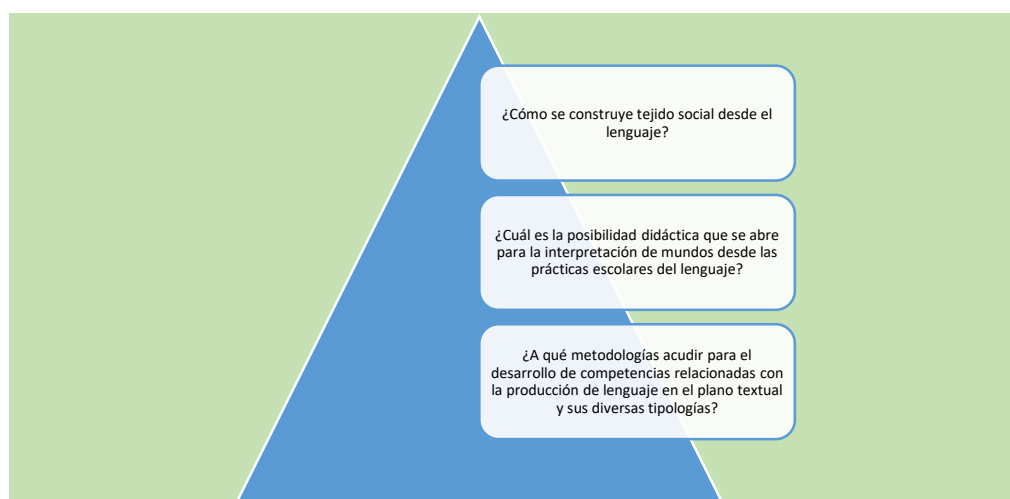 ¿Cómo se construye tejido social desde el
lenguaje?
¿Cuál es la posibilidad didáctica que se abre
para la interpretación de mundos desde las
prácticas escolares del lenguaje?
¿A qué metodologías acudir para el
desarrollo de competencias relacionadas con
la producción de lenguaje en el plano textual
y sus diversas tipologías?